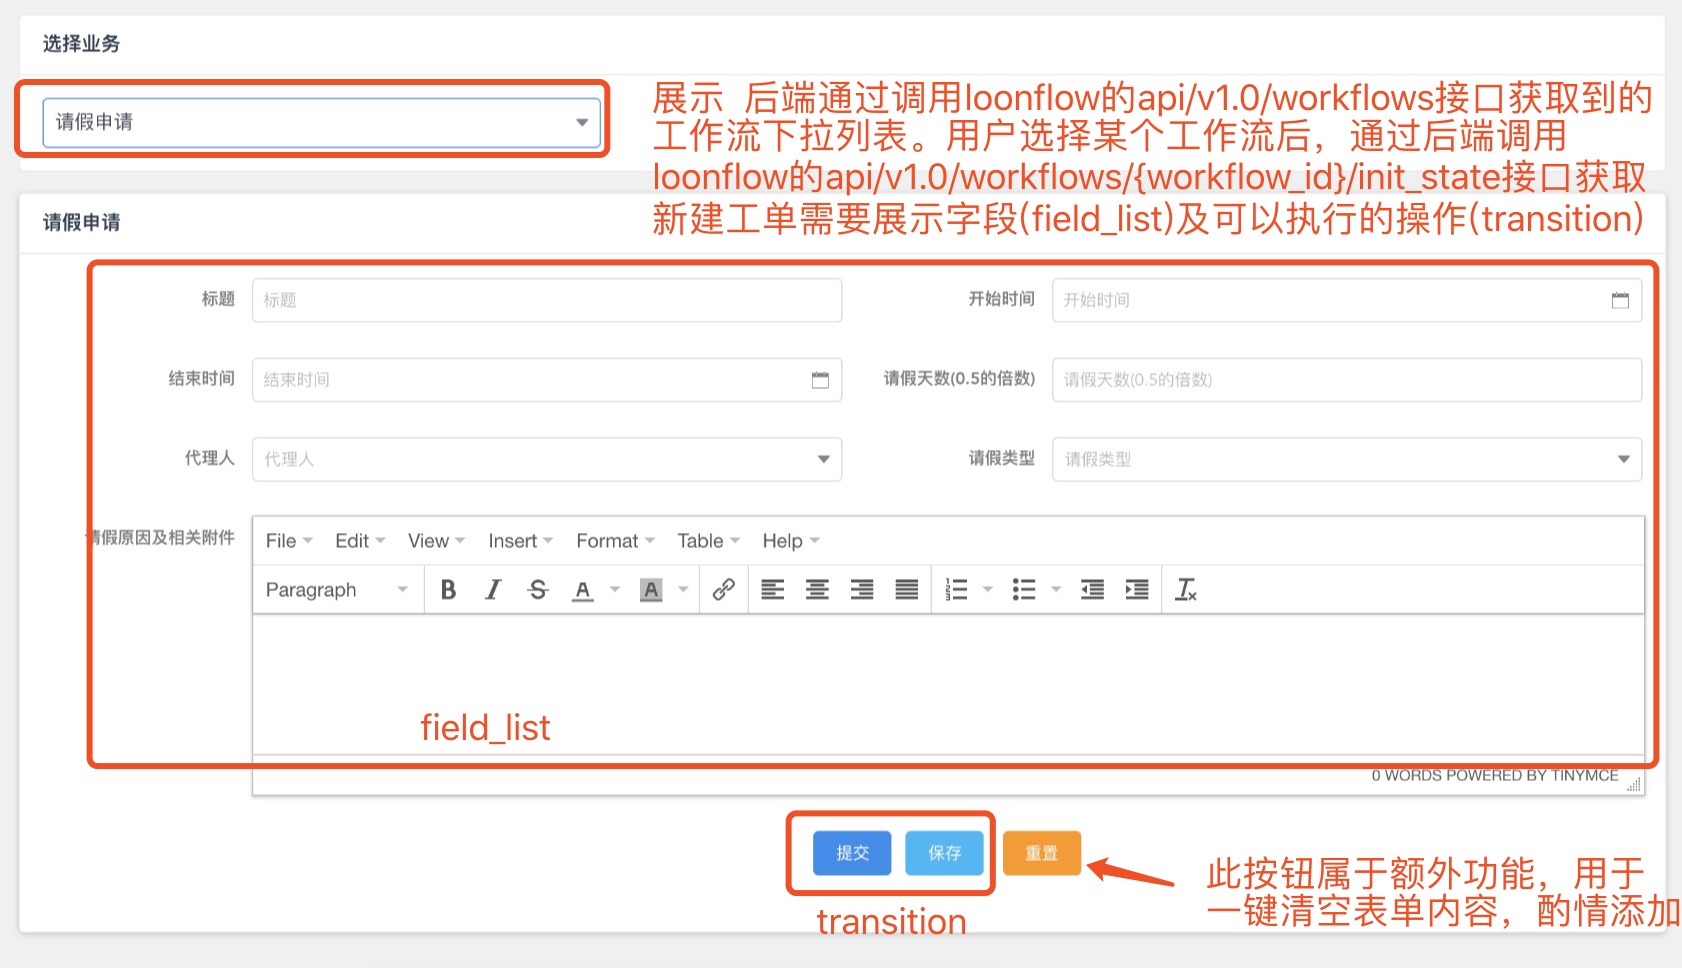 选择业务
请假申请
展示 后端通过调用loonflow的api/v1.0/workflows接口获取到的
工作流下拉列表。用户选择某个工作流后，通过后端调用
loonflow的api/v1.0/workflows/{workflow_id}/init_state接口获取
新建工单需要展示字段(field_list)及可以执行的操作(transition)
请假申请
标题 标题 开始时间 开始时间
结束时间 结束时间 请假天数(0.5的倍数) 请假天数(0.5的倍数)
代理人 代理人 请假类型 请假类型
请假原因及相关附件
File Edit View Insert Format Table Help
Paragraph B I S A A
field_list
0 WORDS POWERED BY TINYMCE
提交 保存 重置
此按钮属于额外功能，用于
一键清空表单内容，酌情添加
transition